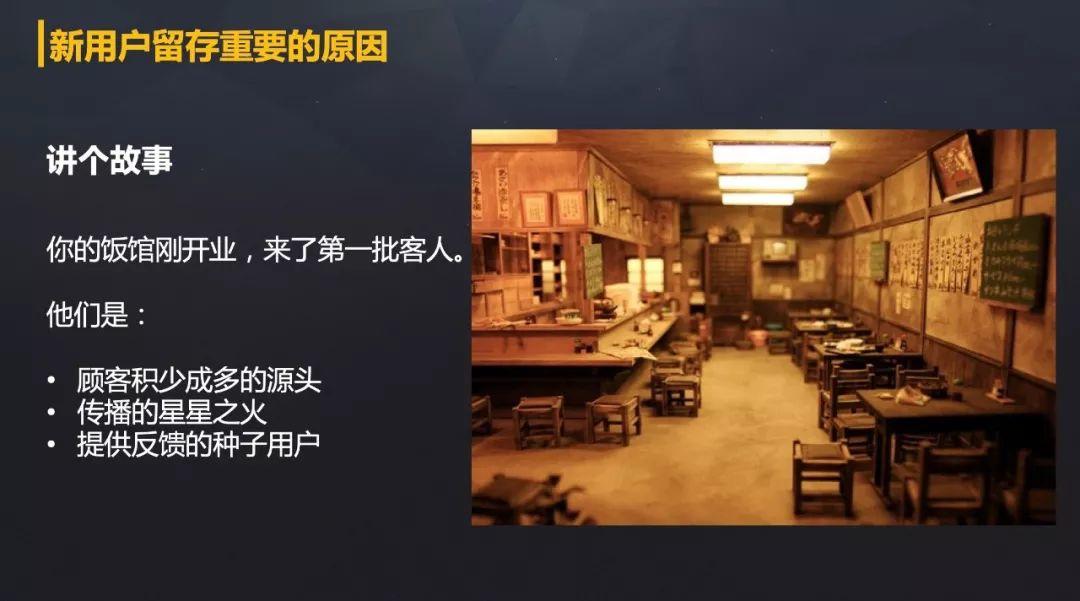 新用户留存重要的原因
讲个故事
你的饭馆刚开业，来了第一批客人。
他们是：
• 顾客积少成多的源头
• 传播的星星之火
• 提供反馈的种子用户